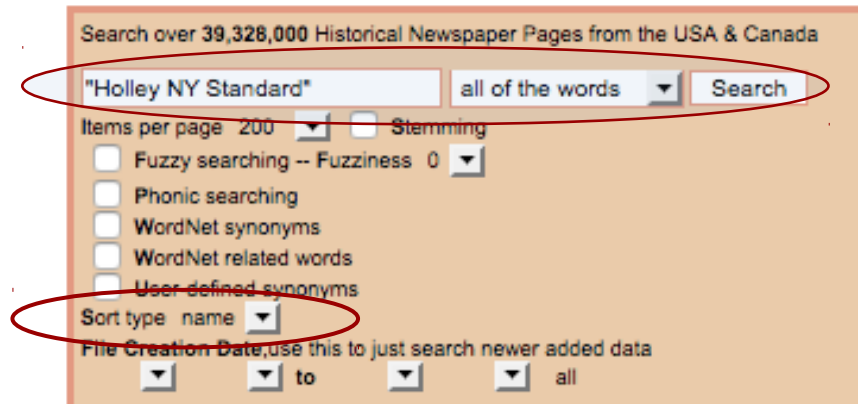 Search over 39,328,000 Historical Newspaper Pages from the USA & Canada
"Holley NY Standard" all of the words Search
Items per page 200 Stemming
Fuzzy searching -- Fuzziness 0
Phonic searching
WordNet synonyms
WordNet related words
User-defined synonyms
Sort type name
File Creation Date,use this to just search newer added data
to all